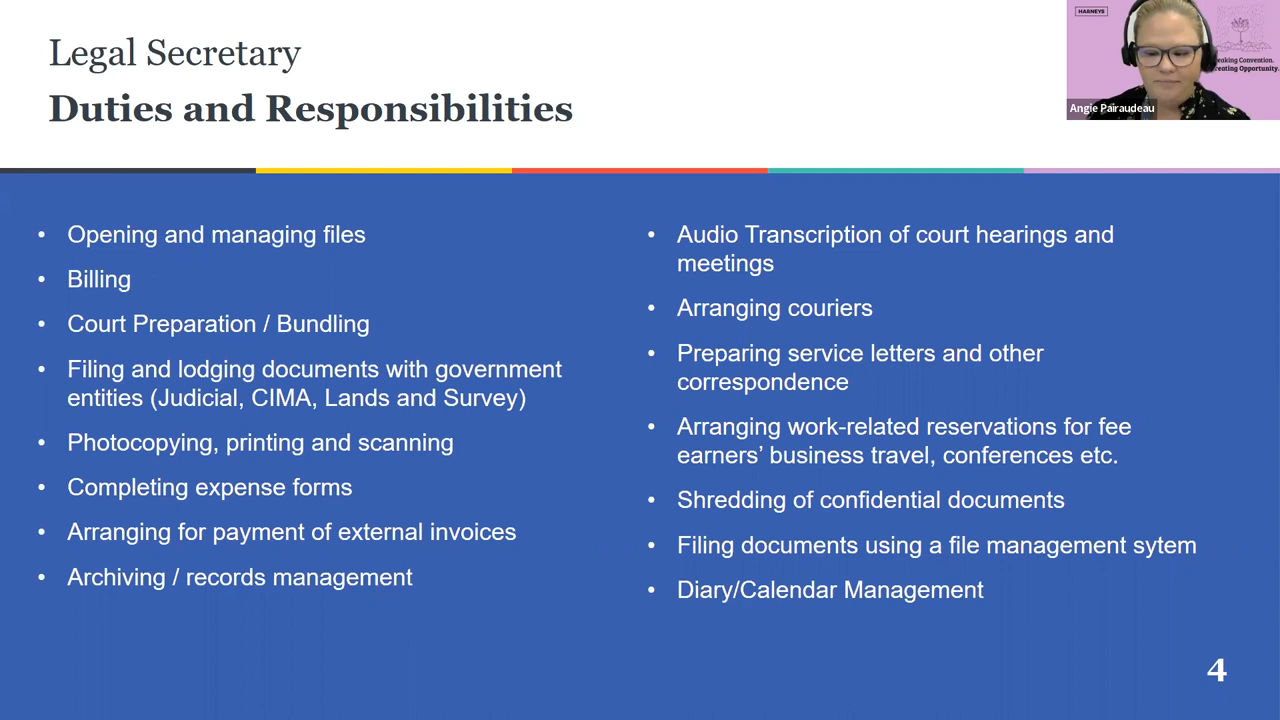 Legal Secretary
Duties and Responsibilities
HARNEYS
eaking Convention.
reating Opportunity.
Angie Pairaudeau
• Opening and managing files
• Billing
• Court Preparation / Bundling
• Filing and lodging documents with government
entities (Judicial, CIMA, Lands and Survey)
• Photocopying, printing and scanning
• Completing expense forms
• Arranging for payment of external invoices
• Archiving / records management
• Audio Transcription of court hearings and
meetings
• Arranging couriers
• Preparing service letters and other
correspondence
• Arranging work-related reservations for fee
earners’ business travel, conferences etc.
• Shredding of confidential documents
• Filing documents using a file management sytem
• Diary/Calendar Management
4